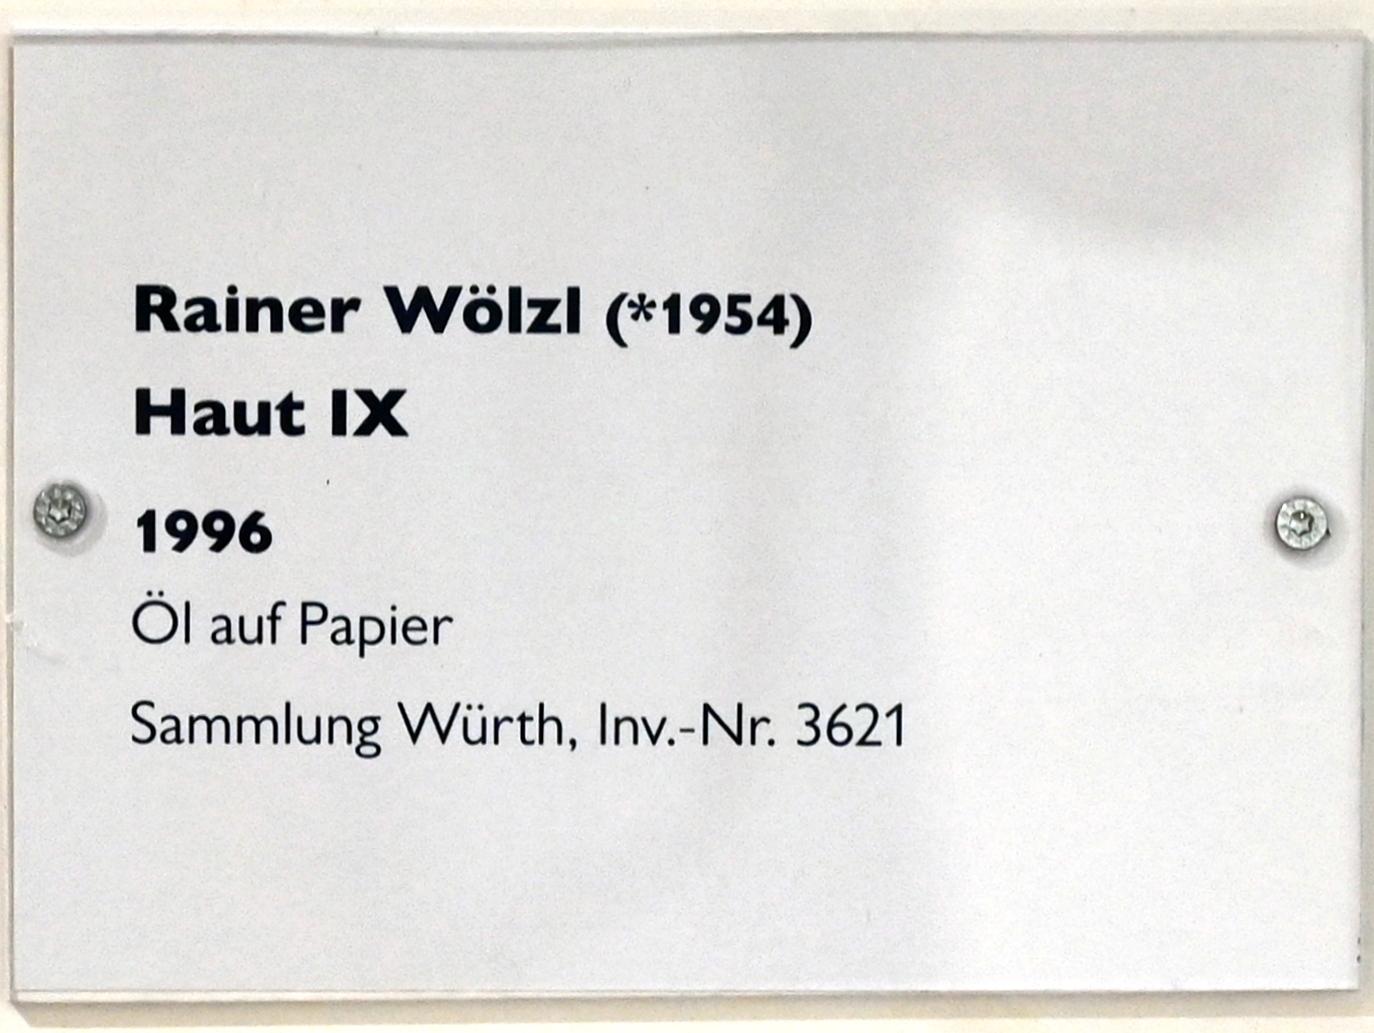 Rainer Wölzl (*1954)
Haut IX
1996
Öl auf Papier
Sammlung Würth, Inv.-Nr. 3621